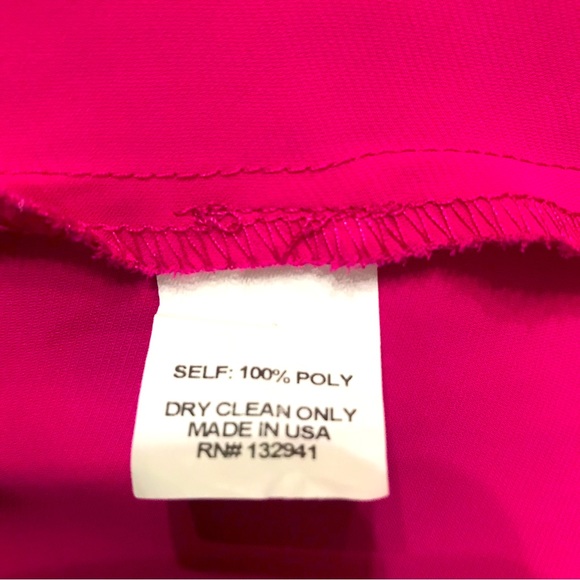 SELF: 100% POLY
DRY CLEAN ONLY
MADE IN USA
RN# 132941